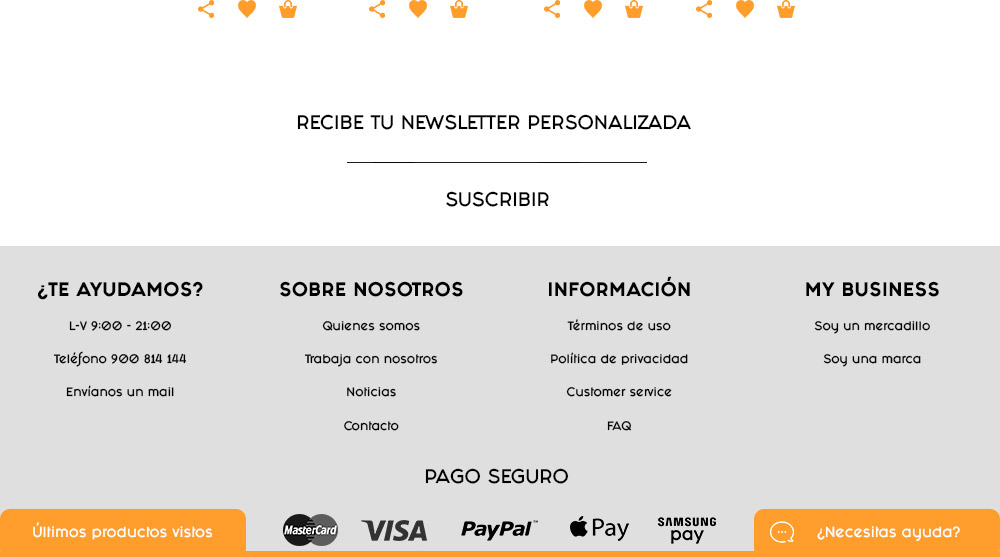 RECIBE TU NEWSLETTER PERSONALIZADA
SUSCRIBIR
¿TE AYUDAMOS?
L-V 9:00 - 21:00
Teléfono 900 814 144
Envíanos un mail
SOBRE NOSOTROS
Quienes somos
Trabaja con nosotros
Noticias
Contacto
INFORMACIÓN
Términos de uso
Política de privacidad
Customer service
FAQ
MY BUSINESS
Soy un mercadillo
Soy una marca
PAGO SEGURO
Últimos productos vistos
MasterCard
VISA
PayPal™
Pay
SAMSUNG
pay
¿Necesitas ayuda?